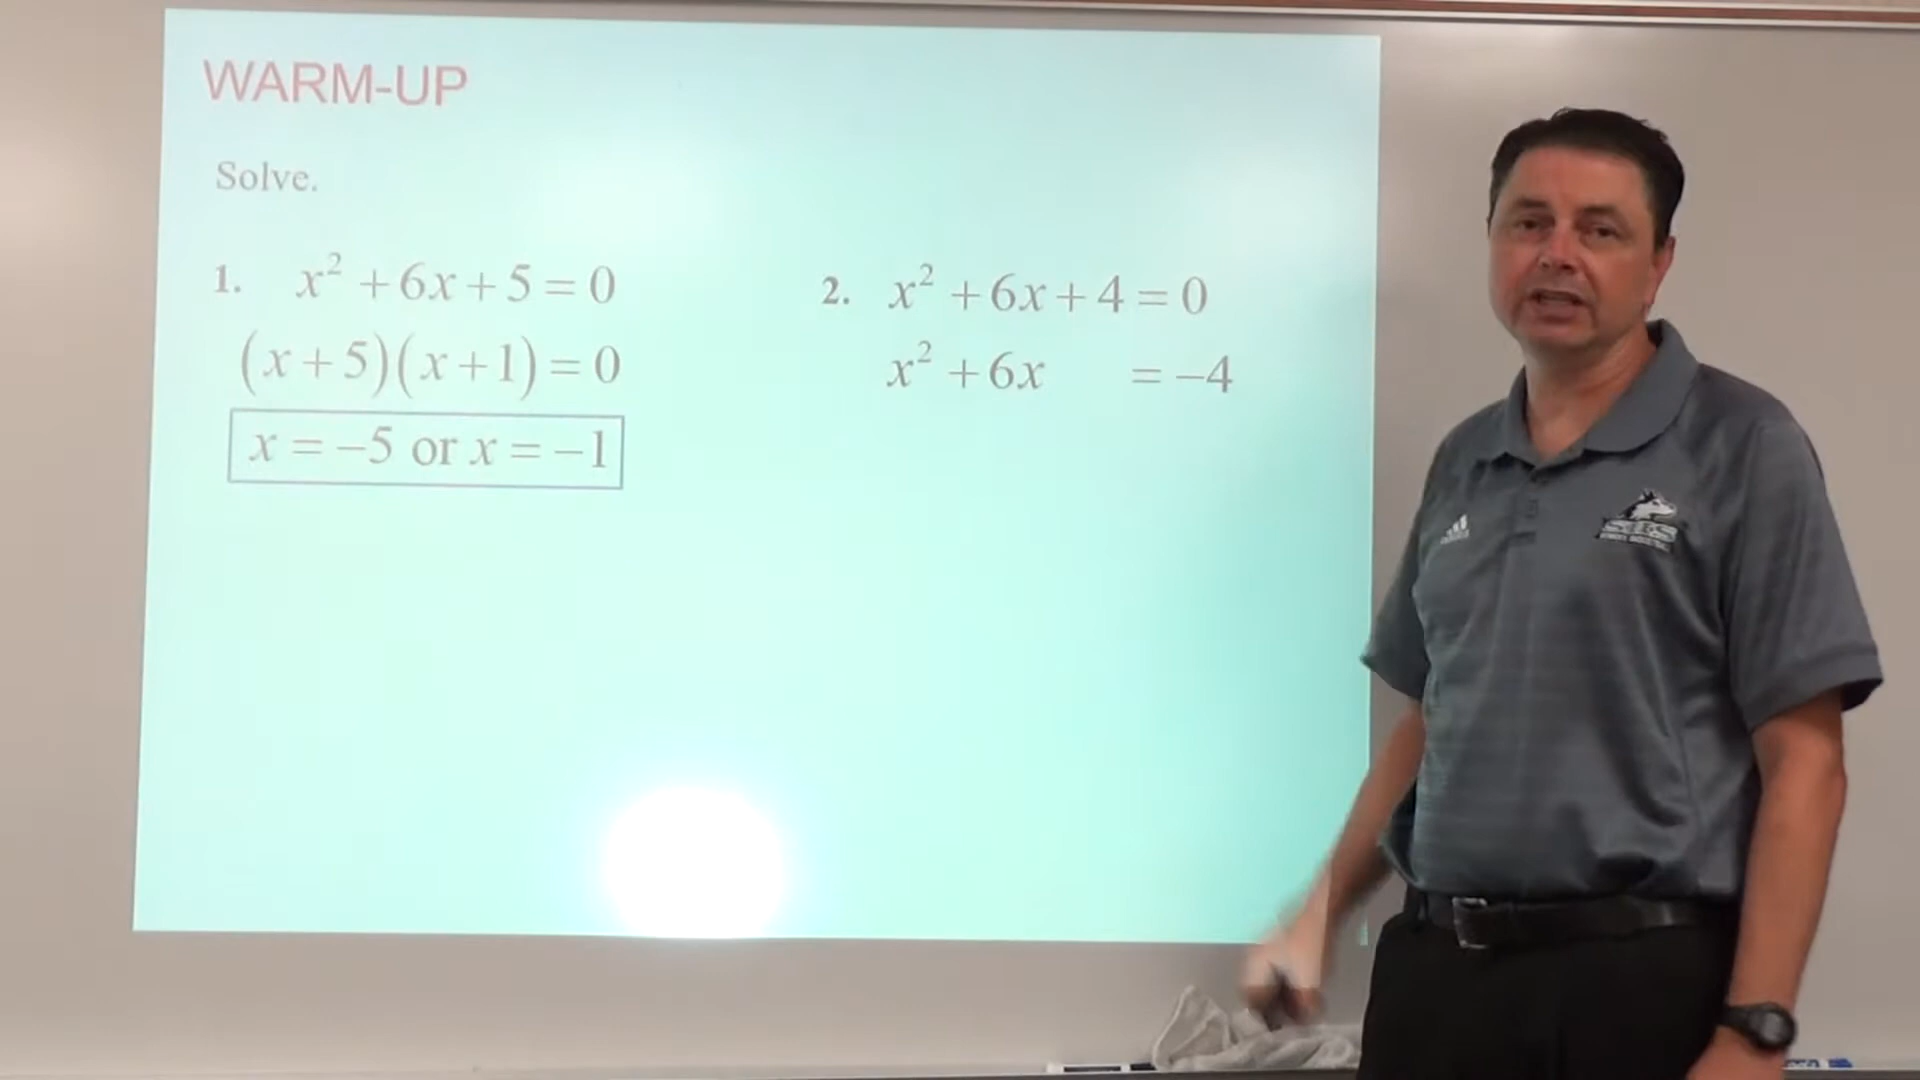 WARM-UP
Solve.
1. x² + 6x + 5 = 0
(x + 5)(x + 1) = 0
x = −5 or x = −1
2. x² + 6x + 4 = 0
x² + 6x = −4